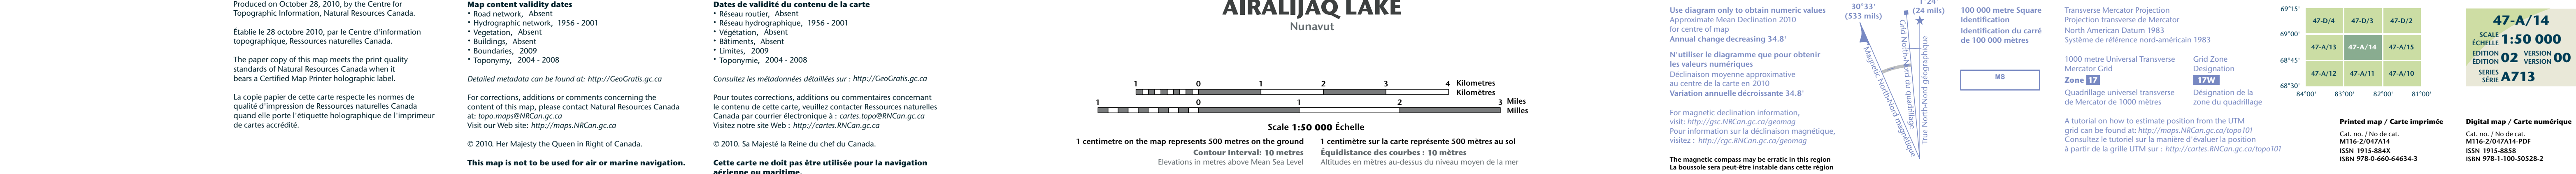 Produced on October 28, 2010, by the Centre for
Topographic Information, Natural Resources Canada.
Établie le 28 octobre 2010, par le Centre d'information
topographique, Ressources naturelles Canada.
The paper copy of this map meets the print quality
standards of Natural Resources Canada when it
bears a Certified Map Printer holographic label.
La copie papier de cette carte respecte les normes de
qualité d'impression de Ressources naturelles Canada
quand elle porte l'étiquette holographique de l'imprimeur
de cartes accrédité.
Map content validity dates
• Road network, Absent
• Hydrographic network, 1956 - 2001
• Vegetation, Absent
• Buildings, Absent
• Boundaries, 2009
• Toponymy, 2004 - 2008
Detailed metadata can be found at: http://GeoGratis.gc.ca
For corrections, additions or comments concerning the
content of this map, please contact Natural Resources Canada
at: topo.maps@NRCan.gc.ca
Visit our Web site: http://maps.NRCan.gc.ca
© 2010. Her Majesty the Queen in Right of Canada.
This map is not to be used for air or marine navigation.
Dates de validité du contenu de la carte
• Réseau routier, Absent
• Réseau hydrographique, 1956 - 2001
• Végétation, Absent
• Bâtiments, Absent
• Limites, 2009
• Toponymie, 2004 - 2008
Consultez les métadonnées détaillées sur : http://GeoGratis.gc.ca
Pour toutes corrections, additions ou commentaires concernant
le contenu de cette carte, veuillez contacter Ressources naturelles
Canada par courrier électronique à : cartes.topo@RNCan.gc.ca
Visitez notre site Web : http://cartes.RNCan.gc.ca
© 2010. Sa Majesté la Reine du chef du Canada.
Cette carte ne doit pas être utilisée pour la navigation
aérienne ou maritime.
AIRALIJAQ LAKE
Nunavut
1 0 1 2 3 4 Kilometres
Kilomètres
1 0 1 2 3 Miles
Milles
Scale 1:50 000 Échelle
1 centimetre on the map represents 500 metres on the ground
1 centimètre sur la carte représente 500 mètres au sol
Contour Interval: 10 metres
Équidistance des courbes : 10 mètres
Elevations in metres above Mean Sea Level
Altitudes en mètres au-dessus du niveau moyen de la mer
Use diagram only to obtain numeric values
Approximate Mean Declination 2010
for centre of map
Annual change decreasing 34.8'
N'utiliser le diagramme que pour obtenir
les valeurs numériques
Déclinaison moyenne approximative
au centre de la carte en 2010
Variation annuelle décroissante 34.8'
For magnetic declination information,
visit: http://gsc.NRCan.gc.ca/geomag
Pour information sur la déclinaison magnétique,
visitez : http://cgc.RNCan.gc.ca/geomag
The magnetic compass may be erratic in this region
La boussole sera peut-être instable dans cette région
30°33'
(533 mils)
1°24'
(24 mils)
Magnetic North-Nord magnétique
Grid North-Nord du quadrillage
True North-Nord géographique
100 000 metre Square
Identification
Identification du carré
de 100 000 mètres
MS
Transverse Mercator Projection
Projection transverse de Mercator
North American Datum 1983
Système de référence nord-américain 1983
1000 metre Universal Transverse
Mercator Grid
Zone 17
Quadrillage universel transverse
de Mercator de 1000 mètres
Grid Zone
Designation
17W
Désignation de la
zone du quadrillage
A tutorial on how to estimate position from the UTM
grid can be found at: http://maps.NRCan.gc.ca/topo101
Consultez le tutoriel sur la manière d'évaluer la position
à partir de la grille UTM sur : http://cartes.RNCan.gc.ca/topo101
69°15'
47-D/4 47-D/3 47-D/2
69°00'
47-A/13 47-A/14 47-A/15
68°45'
47-A/12 47-A/11 47-A/10
68°30'
84°00' 83°00' 82°00' 81°00'
Printed map / Carte imprimée
Cat. no. / No de cat.
M116-2/047A14
ISSN 1915-884X
ISBN 978-0-660-64634-3
47-A/14
SCALE
ÉCHELLE 1:50 000
EDITION
ÉDITION 02 VERSION
VERSION 00
SERIES
SÉRIE A713
Digital map / Carte numérique
Cat. no. / No de cat.
M116-2/047A14-PDF
ISSN 1915-8858
ISBN 978-1-100-50528-2